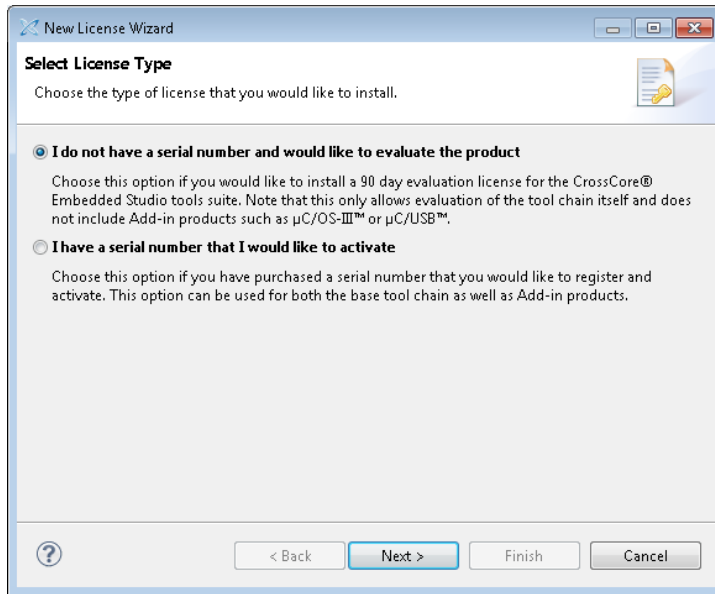 New License Wizard
Select License Type
Choose the type of license that you would like to install.
I do not have a serial number and would like to evaluate the product
Choose this option if you would like to install a 90 day evaluation license for the CrossCore®
Embedded Studio tools suite. Note that this only allows evaluation of the tool chain itself and does
not include Add-in products such as µC/OS-III™ or µC/USB™.
I have a serial number that I would like to activate
Choose this option if you have purchased a serial number that you would like to register and
activate. This option can be used for both the base tool chain as well as Add-in products.
?
< Back Next > Finish Cancel